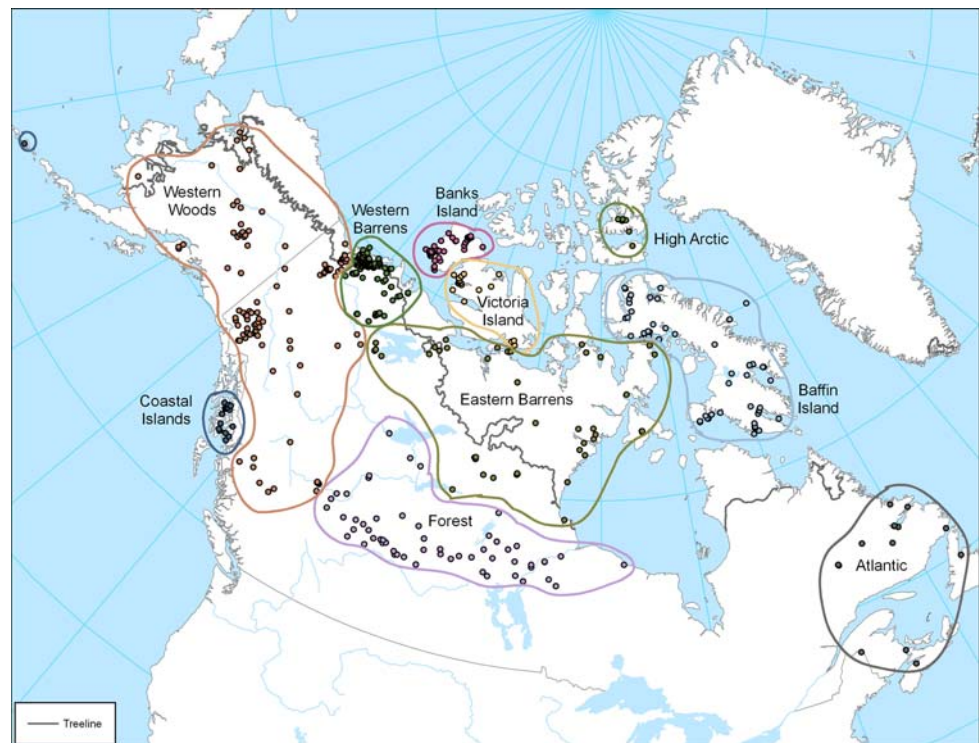 Western
Woods
Western
Barrens
Banks
Island
High Arctic
Victoria
Island
Coastal
Islands
Eastern Barrens
Baffin
Island
Forest
Atlantic
Treeline